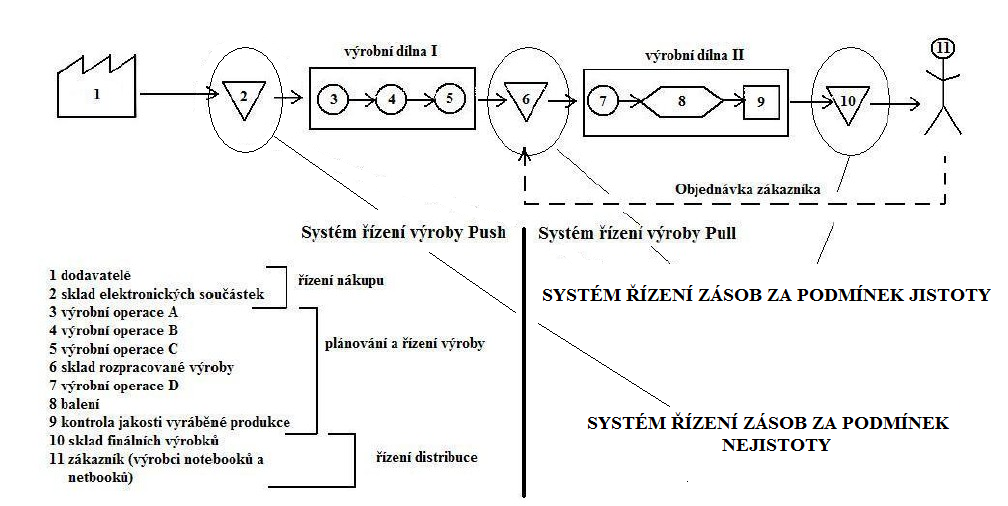 výrobní dílna I
výrobní dílna II
11
1
2
3
4
5
6
7
8
9
10
Objednávka zákazníka
Systém řízení výroby Push
Systém řízení výroby Pull
1 dodavatelé
2 sklad elektronických součástek
řízení nákupu
3 výrobní operace A
4 výrobní operace B
5 výrobní operace C
6 sklad rozpracované výroby
7 výrobní operace D
8 balení
9 kontrola jakosti vyráběné produkce
plánování a řízení výroby
10 sklad finálních výrobků
11 zákazník (výrobci notebooků a
netbooků)
řízení distribuce
SYSTÉM ŘÍZENÍ ZÁSOB ZA PODMÍNEK JISTOTY
SYSTÉM ŘÍZENÍ ZÁSOB ZA PODMÍNEK
NEJISTOTY